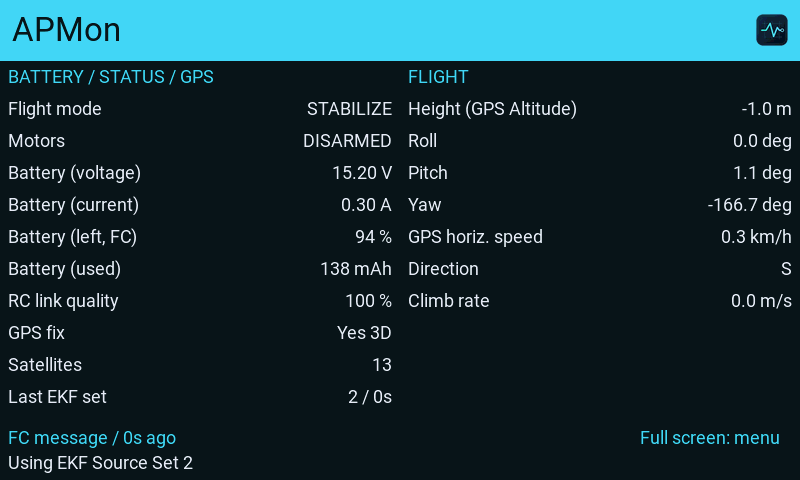 APMon
BATTERY / STATUS / GPS
Flight mode STABILIZE
Motors DISARMED
Battery (voltage) 15.20 V
Battery (current) 0.30 A
Battery (left, FC) 94 %
Battery (used) 138 mAh
RC link quality 100 %
GPS fix Yes 3D
Satellites 13
Last EKF set 2 / 0s
FLIGHT
Height (GPS Altitude) -1.0 m
Roll 0.0 deg
Pitch 1.1 deg
Yaw -166.7 deg
GPS horiz. speed 0.3 km/h
Direction S
Climb rate 0.0 m/s
FC message / 0s ago
Using EKF Source Set 2
Full screen: menu